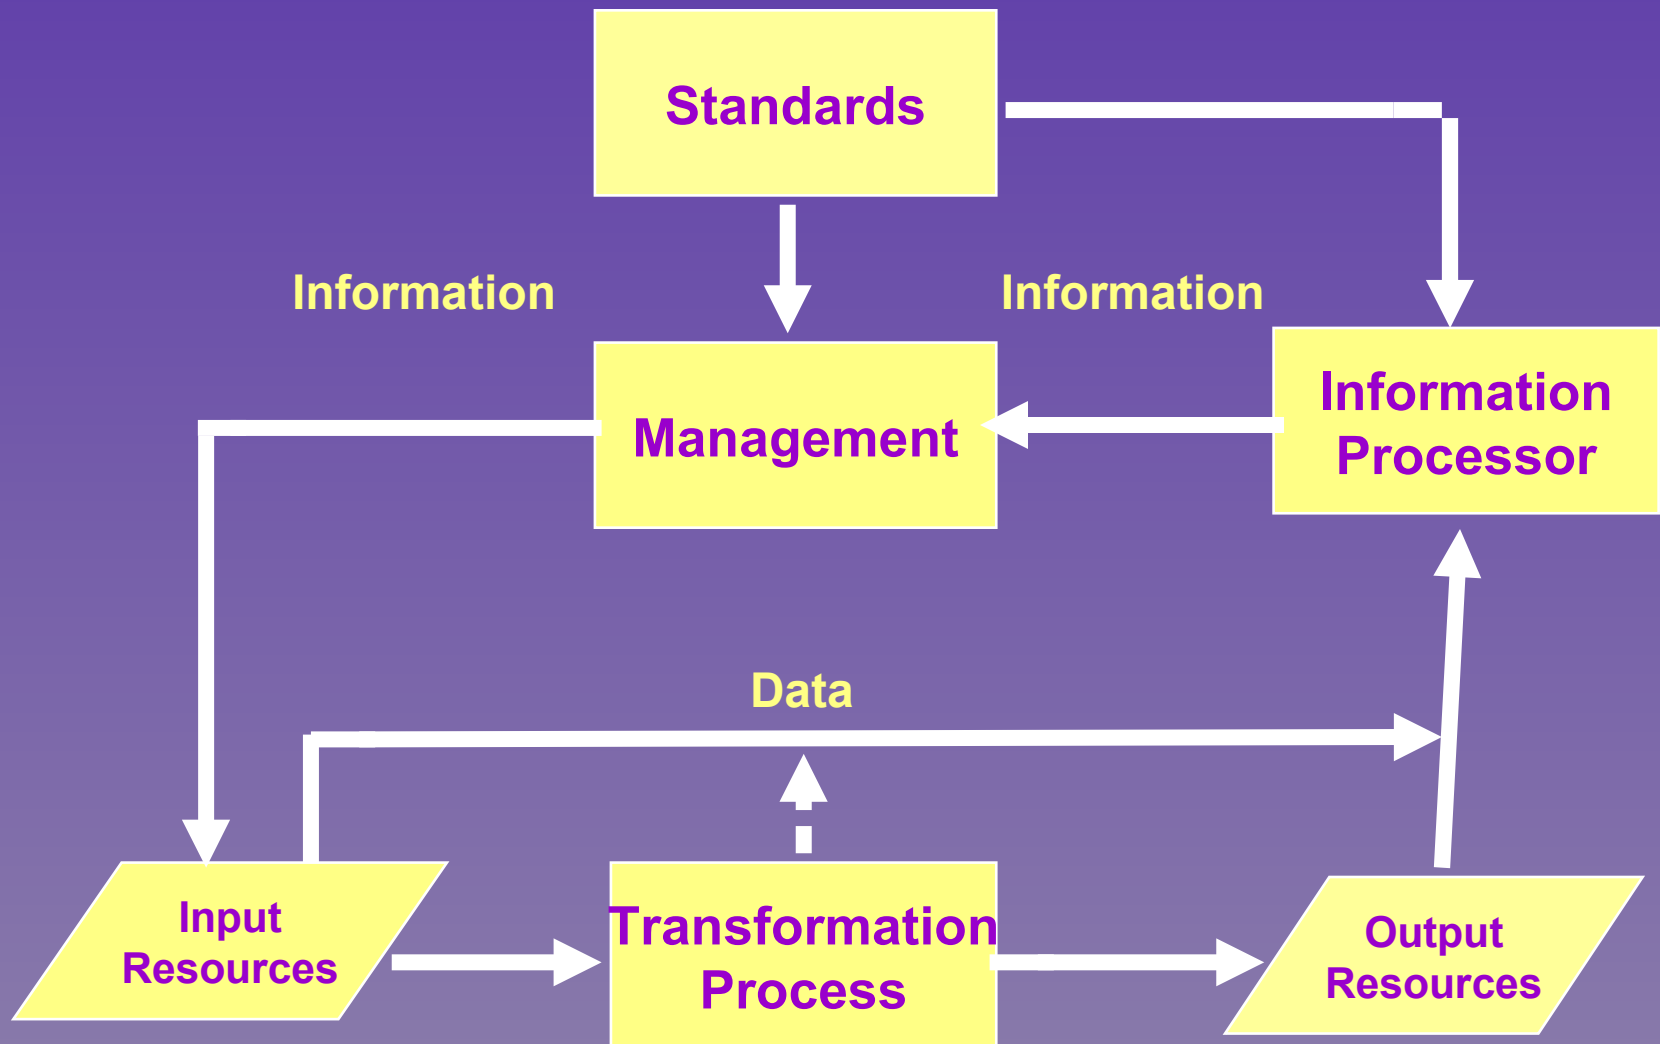 Standards
Information
Information
Management
Information
Processor
Data
Input
Resources
Transformation
Process
Output
Resources